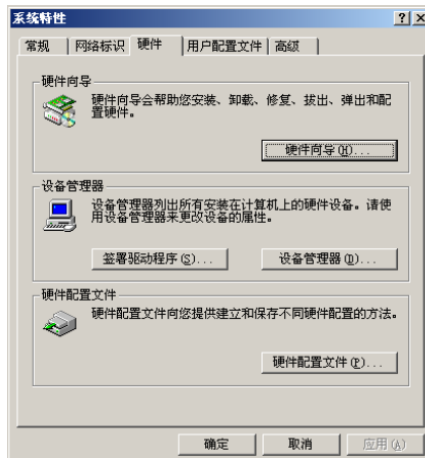 系统特性
常规 网络标识 硬件 用户配置文件 高级
硬件向导
硬件向导会帮助您安装、卸载、修复、拔出、弹出和配
置硬件。
硬件向导(H)...
设备管理器
设备管理器列出所有安装在计算机上的硬件设备。请使
用设备管理器来更改设备的属性。
签署驱动程序(S)... 设备管理器(D)...
硬件配置文件
硬件配置文件向您提供建立和保存不同硬件配置的方法。
硬件配置文件(P)...
确定 取消 应用(A)